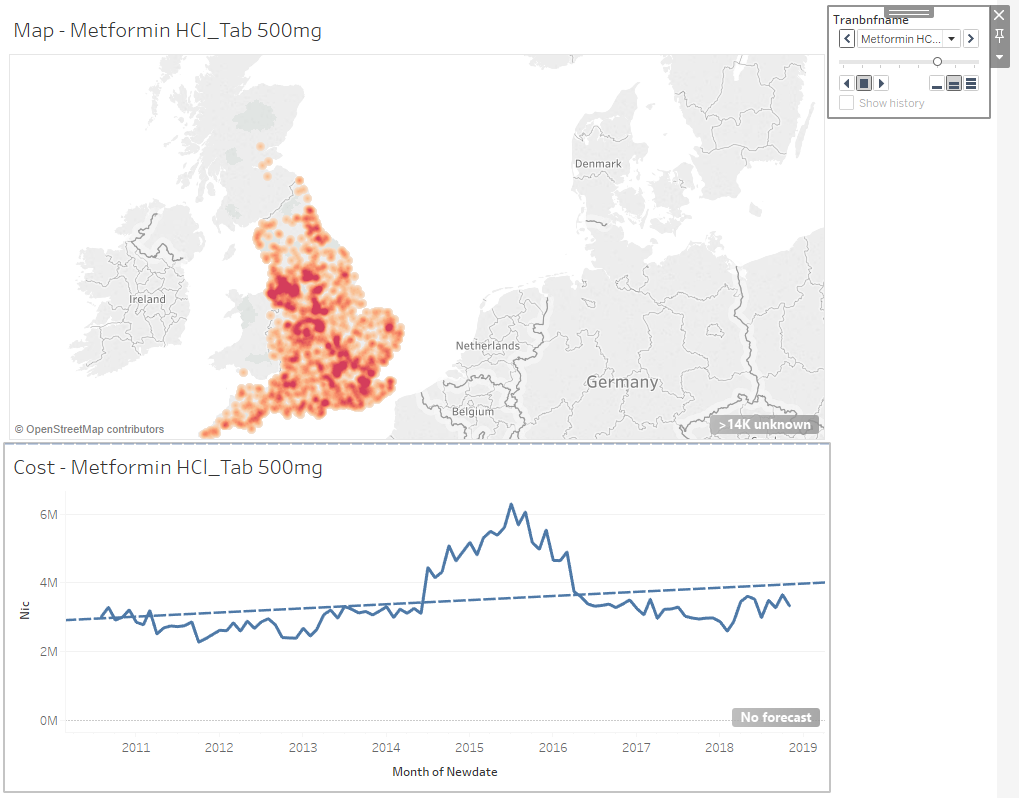 Map - Metformin HCl_Tab 500mg
Tranbnfname
Metformin HC...
Show history
Denmark
Ireland
Netherlands
Germany
Belgium
© OpenStreetMap contributors
>14K unknown
Cost - Metformin HCl_Tab 500mg
6M
4M
2M
0M
Nic
No forecast
2011 2012 2013 2014 2015 2016 2017 2018 2019
Month of Newdate